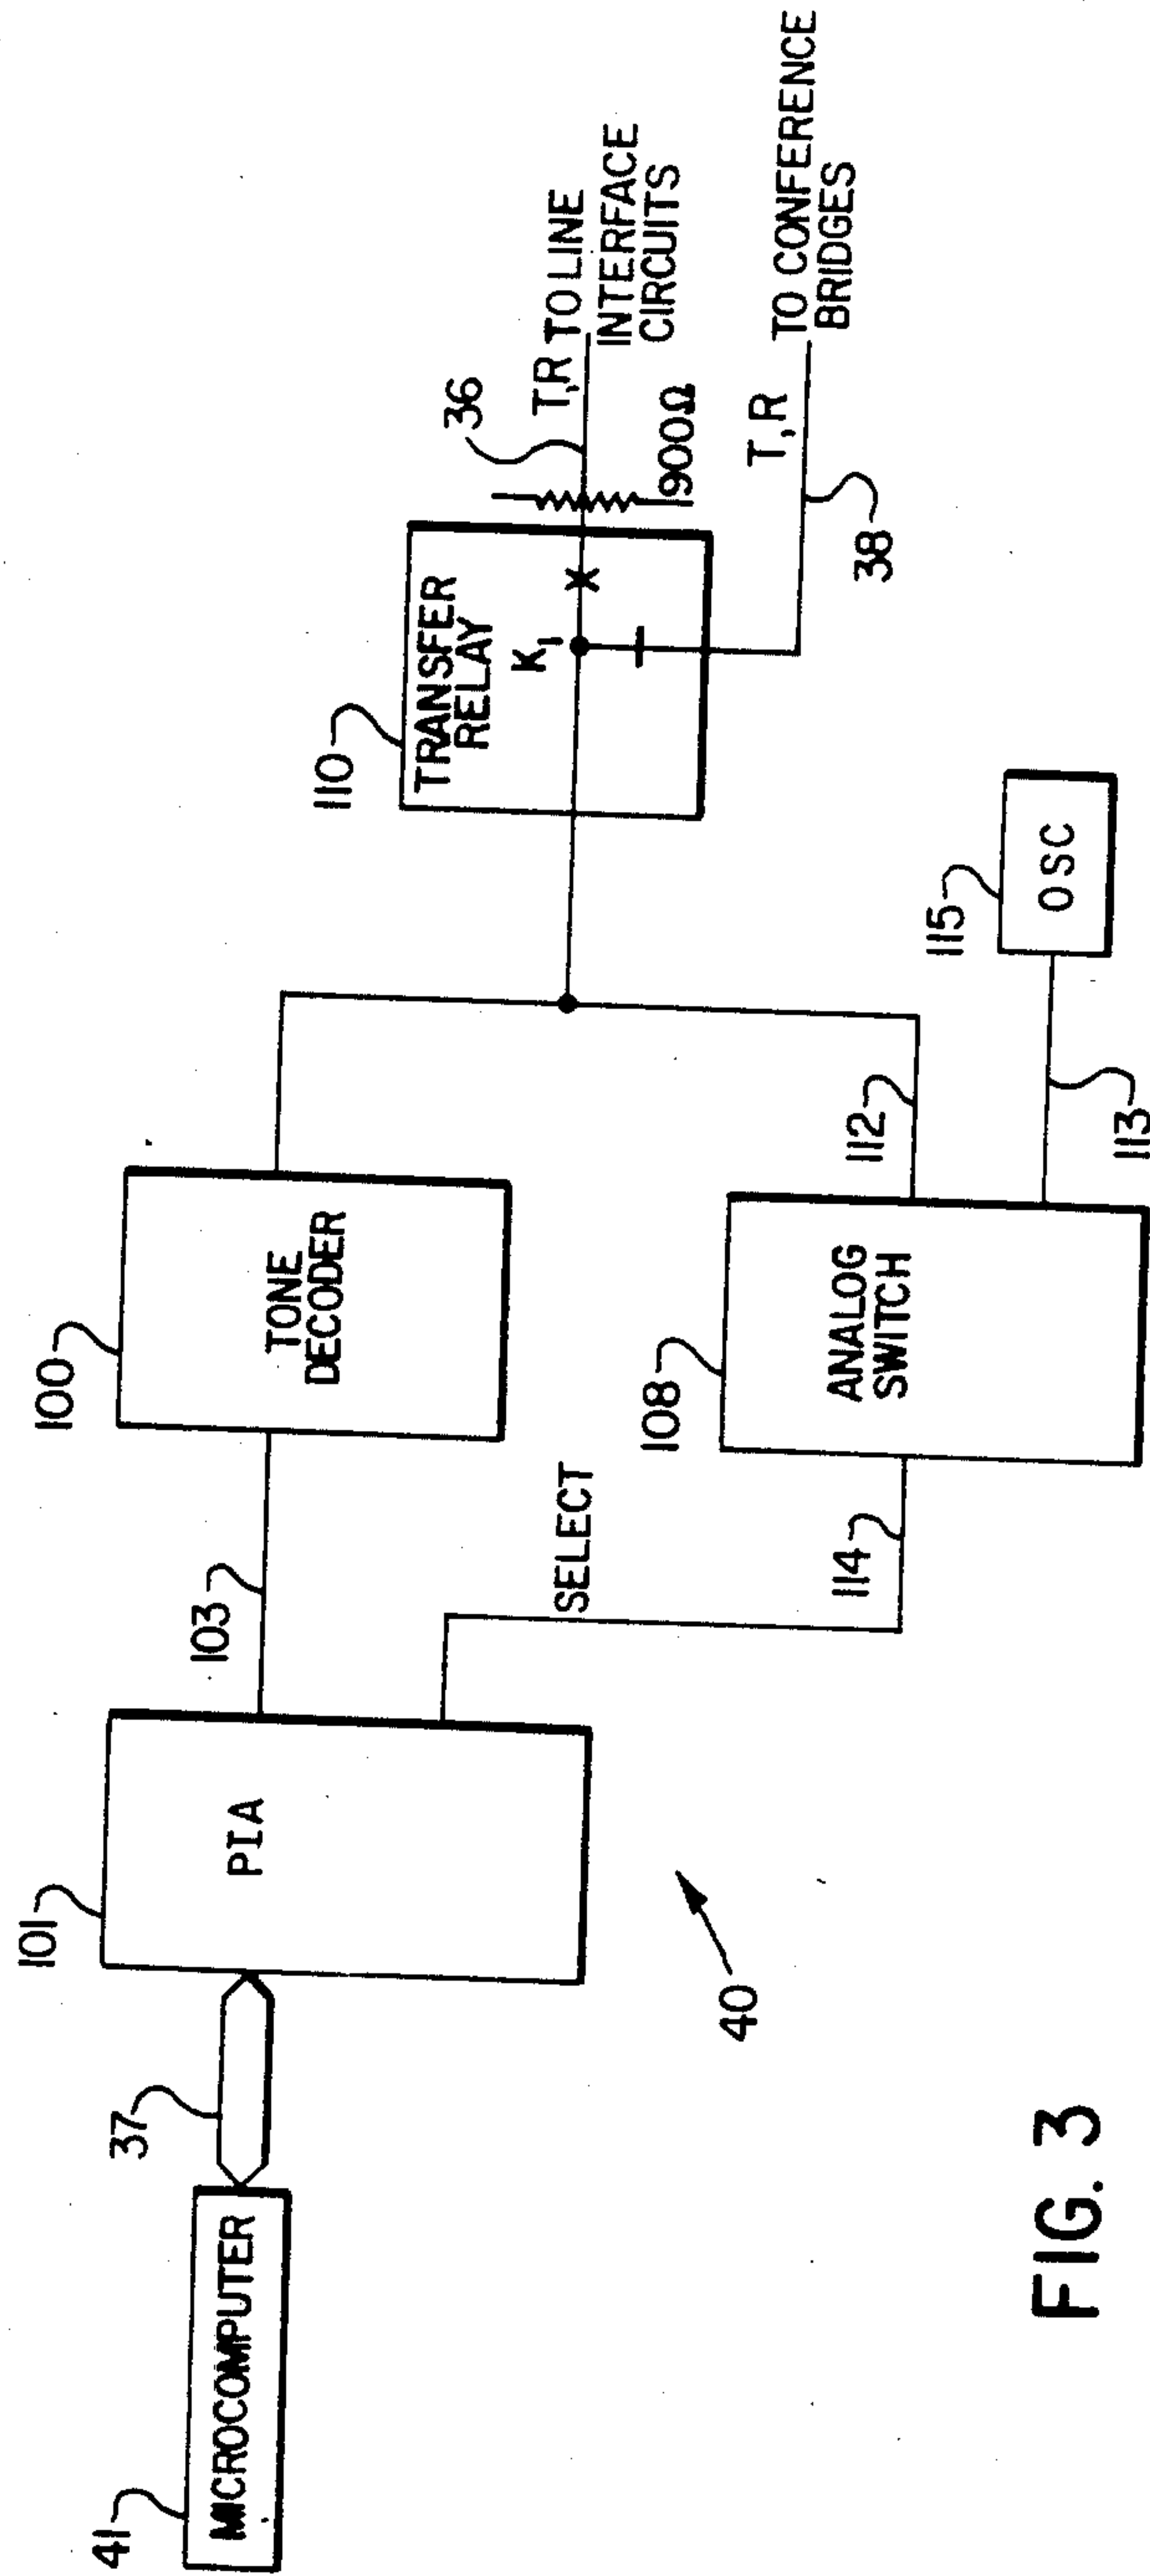 41
MICROCOMPUTER
37
101
PIA
103
SELECT
114
40
100
TONE
DECODER
108
ANALOG
SWITCH
112
113
115
OSC
110
TRANSFER
RELAY
K1
36
900Ω
T,R TO LINE
INTERFACE
CIRCUITS
T, R
38
TO CONFERENCE
BRIDGES
FIG. 3